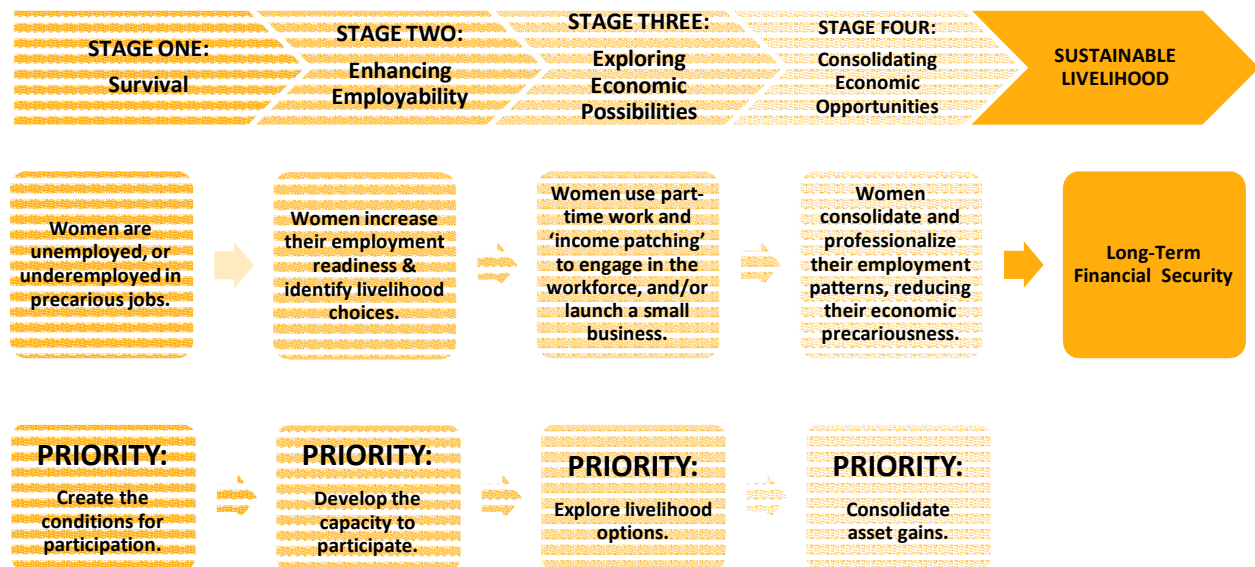 STAGE ONE:
Survival
STAGE TWO:
Enhancing
Employability
STAGE THREE:
Exploring
Economic
Possibilities
STAGE FOUR:
Consolidating
Economic
Opportunities
SUSTAINABLE
LIVELIHOOD
Women are
unemployed, or
underemployed in
precarious jobs.
Women increase
their employment
readiness &
identify livelihood
choices.
Women use part-
time work and
‘income patching’
to engage in the
workforce, and/or
launch a small
business.
Women
consolidate and
professionalize
their employment
patterns, reducing
their economic
precariousness.
Long-Term
Financial Security
PRIORITY:
Create the
conditions for
participation.
PRIORITY:
Develop the
capacity to
participate.
PRIORITY:
Explore livelihood
options.
PRIORITY:
Consolidate
asset gains.